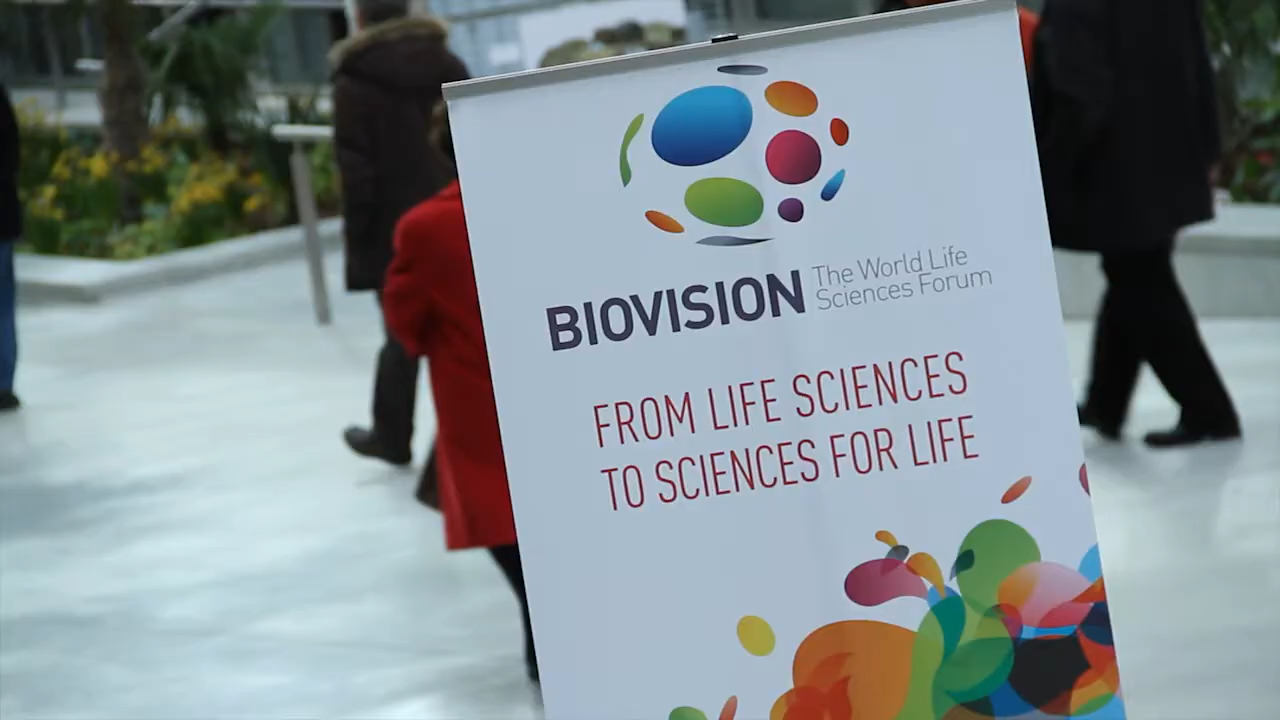 BIOVISION
The World Life
Sciences Forum
FROM LIFE SCIENCES
TO SCIENCES FOR LIFE